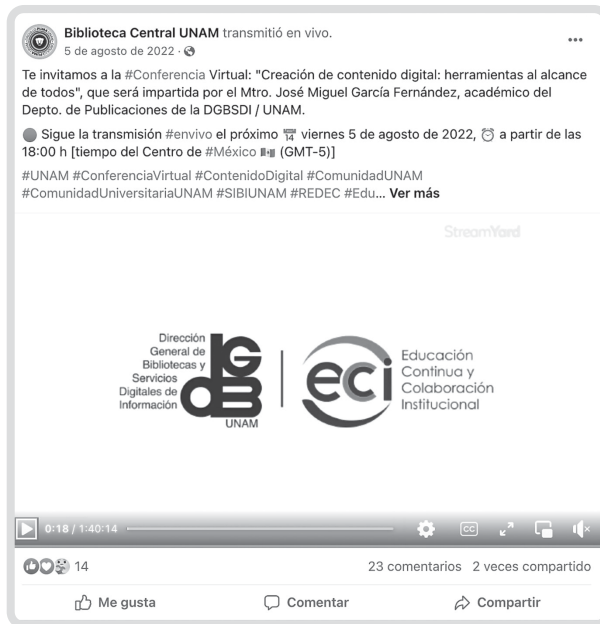 Biblioteca Central UNAM transmitió en vivo.
5 de agosto de 2022 ·
Te invitamos a la #Conferencia Virtual: "Creación de contenido digital: herramientas al alcance
de todos", que será impartida por el Mtro. José Miguel García Fernández, académico del
Depto. de Publicaciones de la DGBSDI / UNAM.
Sigue la transmisión #envivo el próximo 14 viernes 5 de agosto de 2022, a partir de las
18:00 h [tiempo del Centro de #México (GMT-5)]
#UNAM #ConferenciaVirtual #ContenidoDigital #ComunidadUNAM
#ComunidadUniversitariaUNAM #SIBIUNAM #REDEC #Edu... Ver más
StreamYard
Dirección
General de
Bibliotecas y
Servicios
Digitales de
Información
DGB
UNAM
eci
Educación
Continua y
Colaboración
Institucional
0:18 / 1:40:14
CC
14
23 comentarios 2 veces compartido
Me gusta
Comentar
Compartir